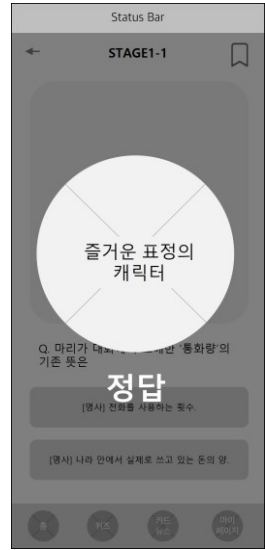 Status Bar
STAGE1-1
즐거운 표정의
캐릭터
Q. 마리가 '통화량'의
기존 뜻은
정답
[명사] 전화를 사용하는 횟수.
[명사] 나라 안에서 실제로 쓰고 있는 돈의 양.
홈
퀴즈
카드
뉴스
마이
페이지